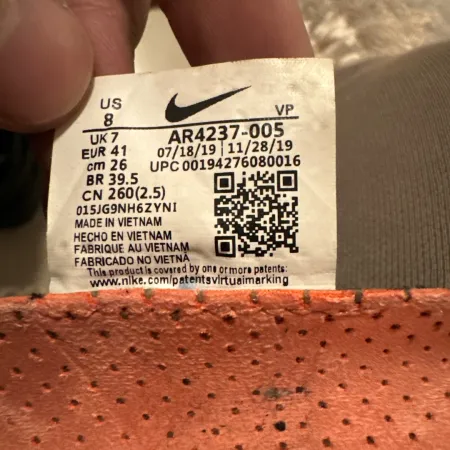 US
8
VP
UK 7
AR4237-005
EUR 41
07/18/19 | 11/28/19
cm 26
UPC 00194276080016
BR 39.5
CN 260(2.5)
015JG9NH6ZYNI
MADE IN VIETNAM
HECHO EN VIETNAM
FABRIQUE AU VIETNAM
FABRICADO NO VIETNÃ
This product is covered by one or more patents:
www.nike.com/patentsvirtualmarking